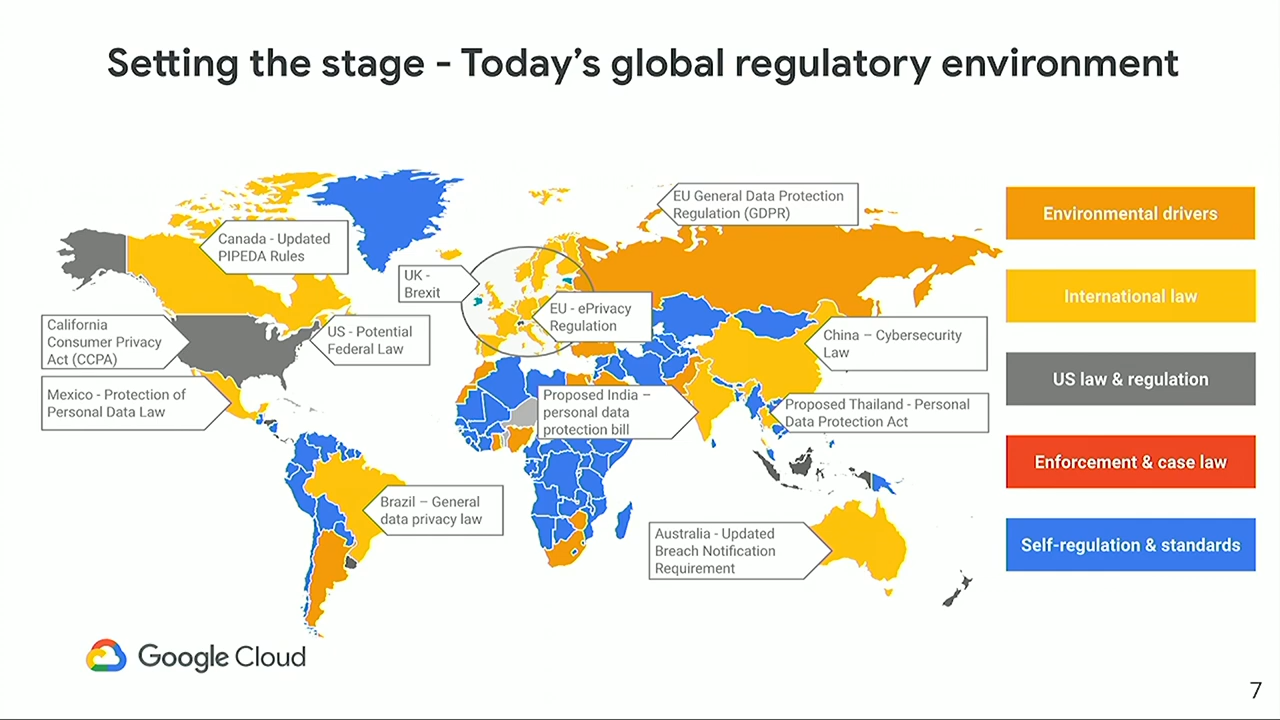 Setting the stage - Today's global regulatory environment
EU General Data Protection
Regulation (GDPR)
Canada - Updated
PIPEDA Rules
UK -
Brexit
EU - ePrivacy
Regulation
California
Consumer Privacy
Act (CCPA)
US - Potential
Federal Law
China – Cybersecurity
Law
Mexico - Protection of
Personal Data Law
Proposed India –
personal data
protection bill
Proposed Thailand - Personal
Data Protection Act
Brazil – General
data privacy law
Australia - Updated
Breach Notification
Requirement
Environmental drivers
International law
US law & regulation
Enforcement & case law
Self-regulation & standards
Google Cloud
7